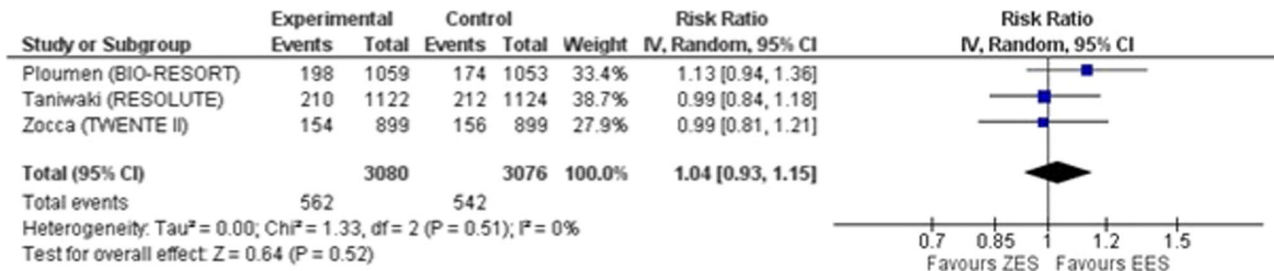 Experimental Control Risk Ratio Risk Ratio
Study or Subgroup Events Total Events Total Weight IV, Random, 95% CI IV, Random, 95% CI
Ploumen (BIO-RESORT) 198 1059 174 1053 33.4% 1.13 [0.94, 1.36]
Taniwaki (RESOLUTE) 210 1122 212 1124 38.7% 0.99 [0.84, 1.18]
Zocca (TWENTE II) 154 899 156 899 27.9% 0.99 [0.81, 1.21]
Total (95% CI) 3080 3076 100.0% 1.04 [0.93, 1.15]
Total events 562 542
Heterogeneity: Tau² = 0.00; Chi² = 1.33, df = 2 (P = 0.51); I² = 0%
Test for overall effect: Z = 0.64 (P = 0.52)
0.7 0.85 1 1.2 1.5
Favours ZES Favours EES